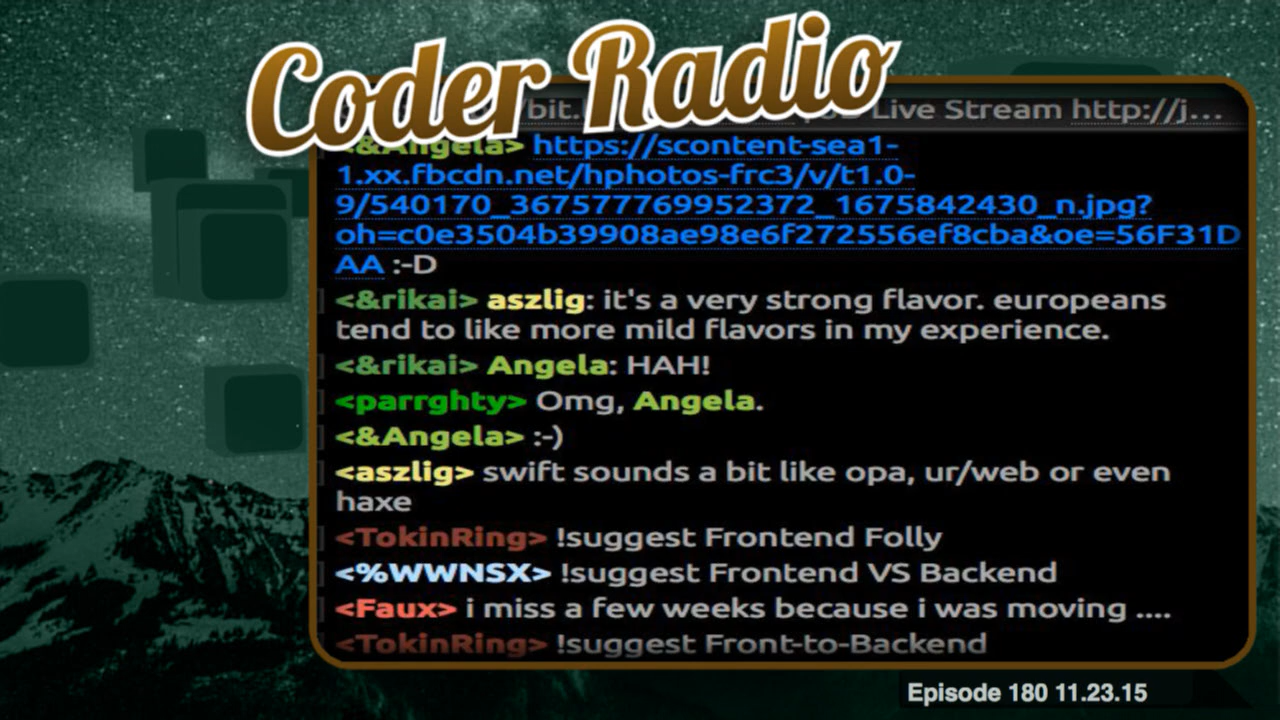 Coder Radio
/bit. Live Stream http://j...
<&Angela> https://scontent-sea1-
1.xx.fbcdn.net/hphotos-frc3/v/t1.0-
9/540170_367577769952372_1675842430_n.jpg?
oh=c0e3504b39908ae98e6f272556ef8cba&oe=56F31D
AA :-D
<&rikai> aszlig: it's a very strong flavor. europeans
tend to like more mild flavors in my experience.
<&rikai> Angela: HAH!
<parrghty> Omg, Angela.
<&Angela> :-)
<aszlig> swift sounds a bit like opa, ur/web or even
haxe
<TokinRing> !suggest Frontend Folly
<%WWNSX> !suggest Frontend VS Backend
<Faux> i miss a few weeks because i was moving ....
<TokinRing> !suggest Front-to-Backend
Episode 180 11.23.15